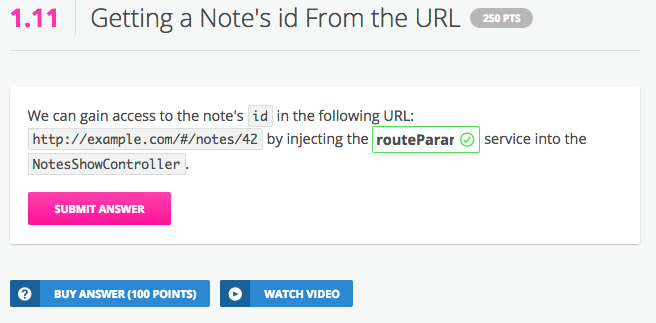 1.11 Getting a Note's id From the URL 250 PTS
We can gain access to the note's id in the following URL:
http://example.com/#/notes/42 by injecting the routeParar service into the
NotesShowController.
SUBMIT ANSWER
? BUY ANSWER (100 POINTS) WATCH VIDEO